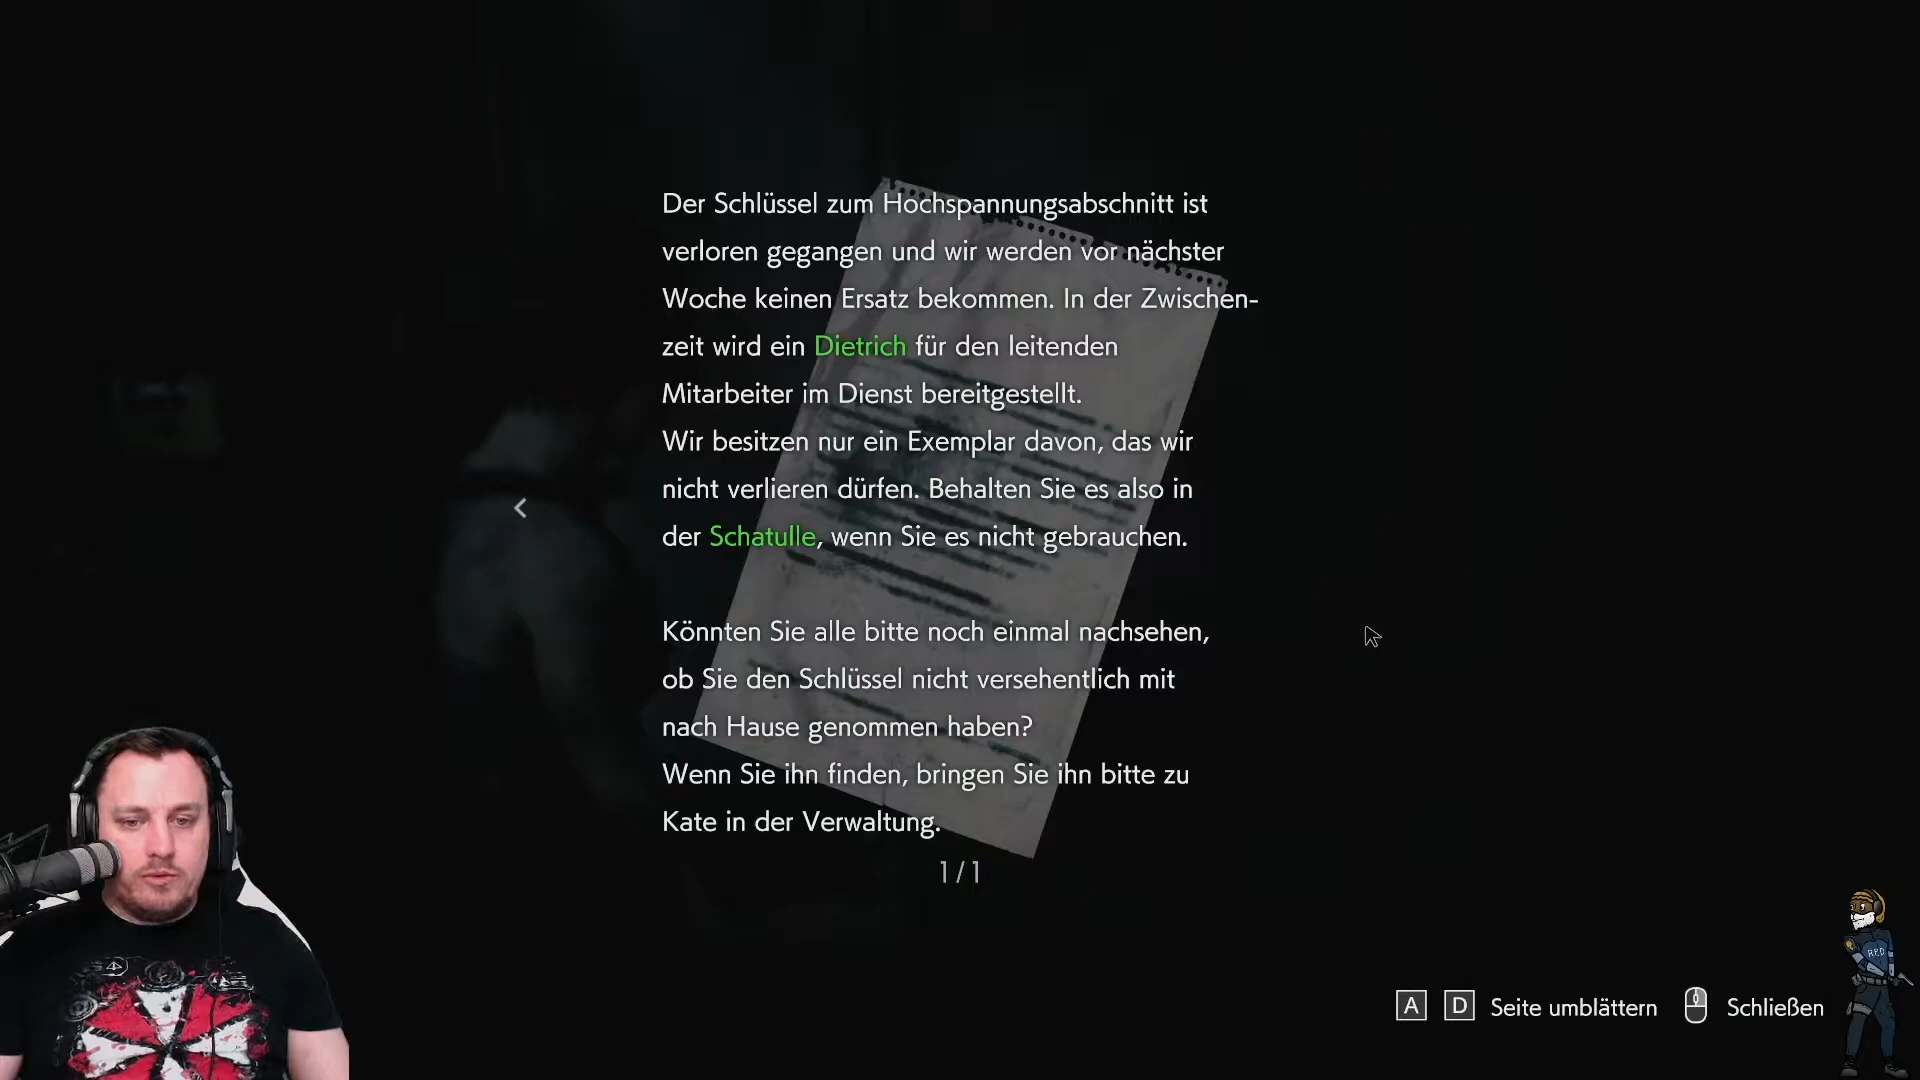 Der Schlüssel zum Hochspannungsabschnitt ist
verloren gegangen und wir werden vor nächster
Woche keinen Ersatz bekommen. In der Zwischen-
zeit wird ein Dietrich für den leitenden
Mitarbeiter im Dienst bereitgestellt.
Wir besitzen nur ein Exemplar davon, das wir
nicht verlieren dürfen. Behalten Sie es also in
der Schatulle, wenn Sie es nicht gebrauchen.
Könnten Sie alle bitte noch einmal nachsehen,
ob Sie den Schlüssel nicht versehentlich mit
nach Hause genommen haben?
Wenn Sie ihn finden, bringen Sie ihn bitte zu
Kate in der Verwaltung.
1/1
A D Seite umblättern Schließen
R.P.D